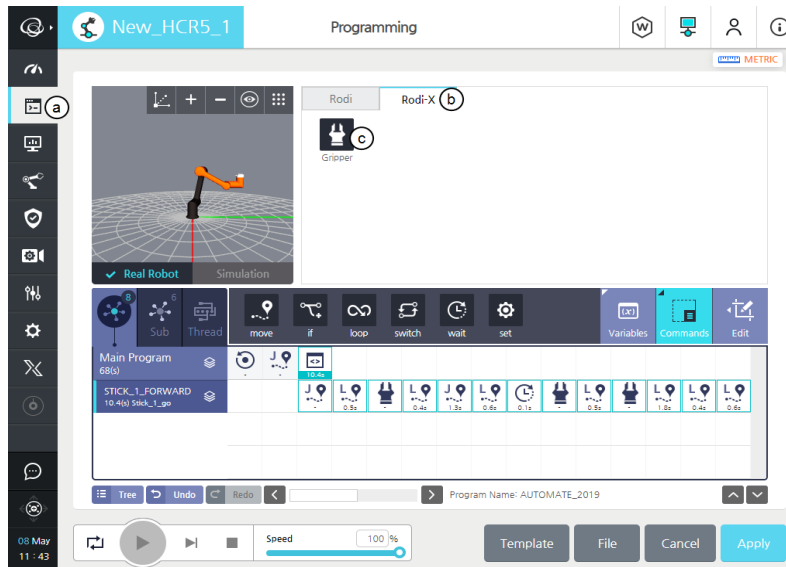 New_HCR5_1
Programming
W
i
METRIC
a
Rodi
Rodi-X
b
c
Gripper
Real Robot
Simulation
8
6
Sub
Thread
move
if
loop
switch
wait
set
(X)
Variables
Commands
Edit
Main Program
68(s)
- -
10.4s
STICK_1_FORWARD
10.4(s) Stick_1_go
J L L J L L L L L
- 0.5s - 0.4s 1.3s 0.6s 0.1s - 0.5s - 1.8s 0.4s 0.6s
Tree
Undo
Redo
Program Name: AUTOMATE_2019
08 May
11 : 43
Speed
100 %
Template
File
Cancel
Apply